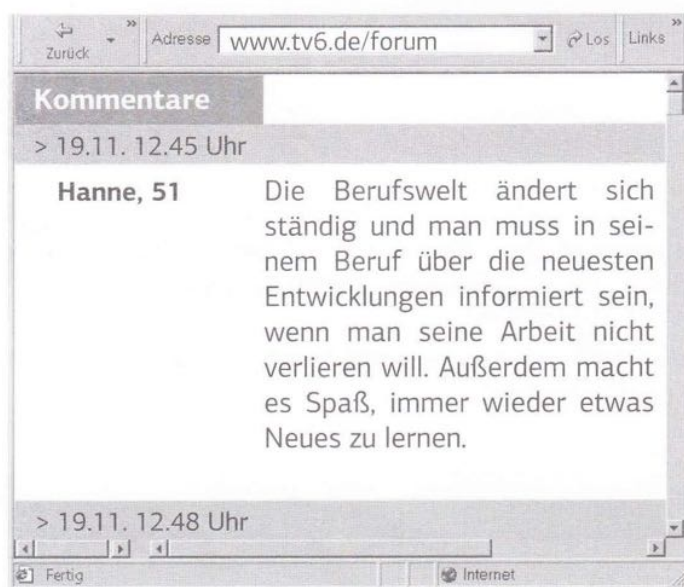 Zurück
»
Adresse www.tv6.de/forum
Los
Links
»
Kommentare
> 19.11. 12.45 Uhr
Hanne, 51
Die Berufswelt ändert sich
ständig und man muss in sei-
nem Beruf über die neuesten
Entwicklungen informiert sein,
wenn man seine Arbeit nicht
verlieren will. Außerdem macht
es Spaß, immer wieder etwas
Neues zu lernen.
> 19.11. 12.48 Uhr
Fertig
Internet